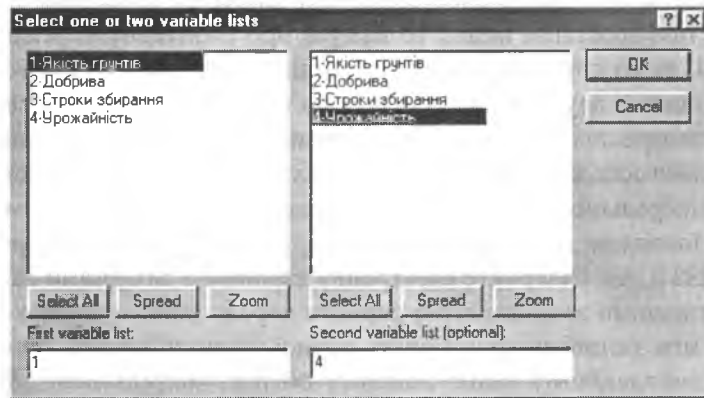 Select one or two variable lists
1-Якість грунтів
2-Добрива
3-Строки збирання
4-Урожайність
1-Якість грунтів
2-Добрива
3-Строки збирання
4-Урожайність
OK
Cancel
Select All Spread Zoom
Select All Spread Zoom
First variable list:
Second variable list (optional):
1
4